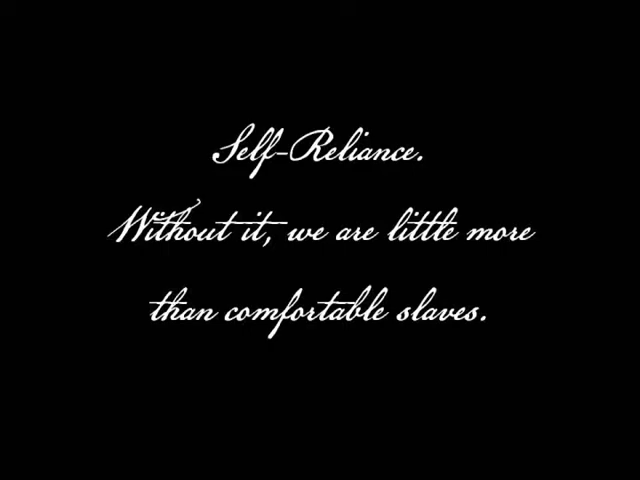 Self-Reliance.
Without it, we are little more
than comfortable slaves.